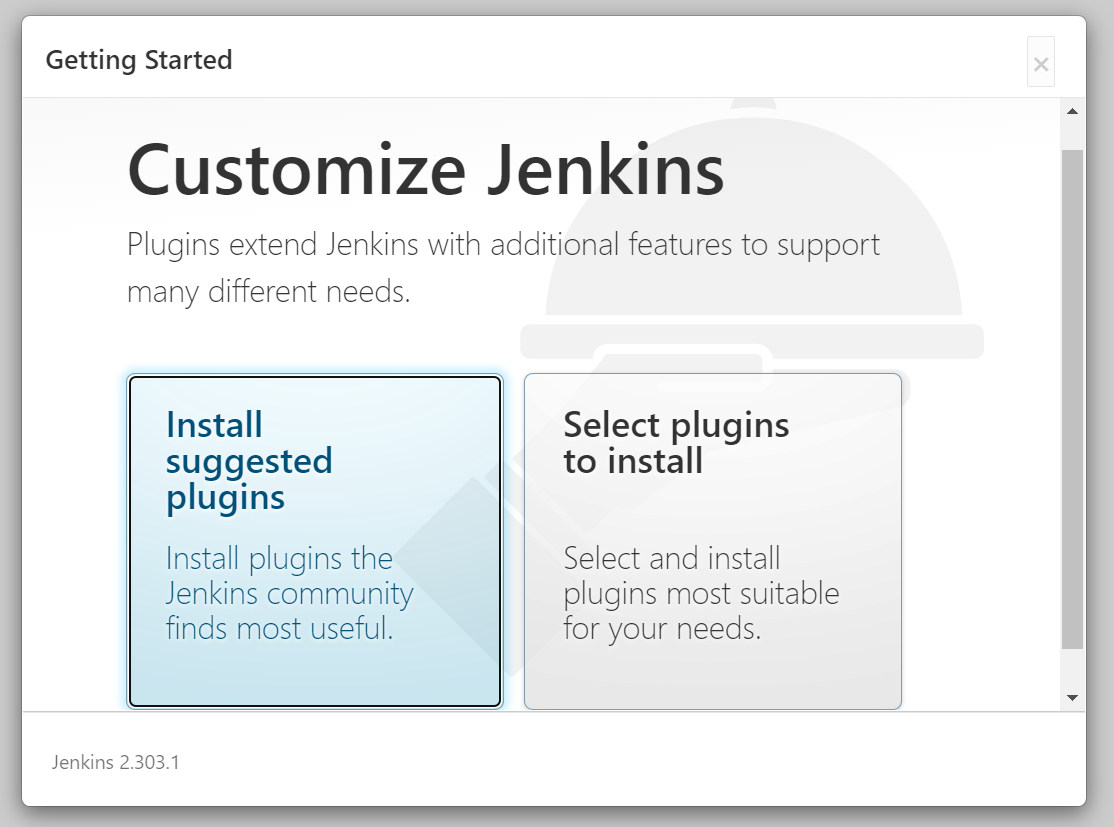 Getting Started
×
Customize Jenkins
Plugins extend Jenkins with additional features to support
many different needs.
Install
suggested
plugins
Install plugins the
Jenkins community
finds most useful.
Select plugins
to install
Select and install
plugins most suitable
for your needs.
Jenkins 2.303.1